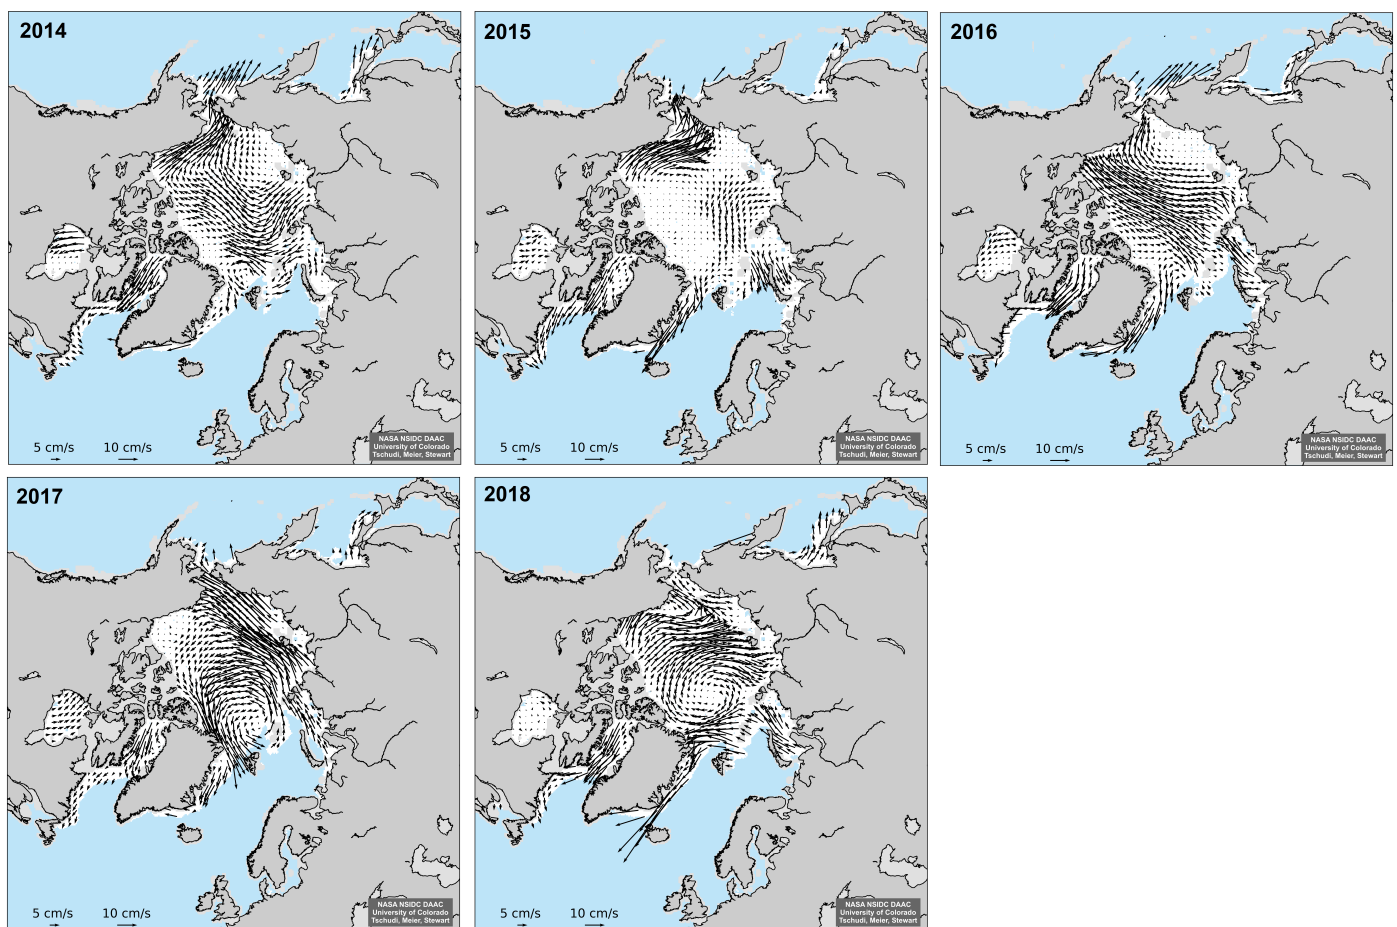 2014
5 cm/s 10 cm/s
NASA NSIDC DAAC
University of Colorado
Tschudi, Meier, Stewart
2015
5 cm/s 10 cm/s
NASA NSIDC DAAC
University of Colorado
Tschudi, Meier, Stewart
2016
5 cm/s 10 cm/s
NASA NSIDC DAAC
University of Colorado
Tschudi, Meier, Stewart
2017
5 cm/s 10 cm/s
NASA NSIDC DAAC
University of Colorado
Tschudi, Meier, Stewart
2018
5 cm/s 10 cm/s
NASA NSIDC DAAC
University of Colorado
Tschudi, Meier, Stewart